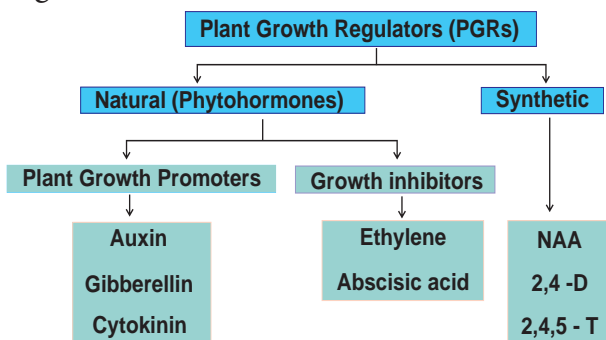 Plant Growth Regulators (PGRs)
Natural (Phytohormones)
Synthetic
Plant Growth Promoters
Growth inhibitors
Auxin
Gibberellin
Cytokinin
Ethylene
Abscisic acid
NAA
2,4 -D
2,4,5 - T